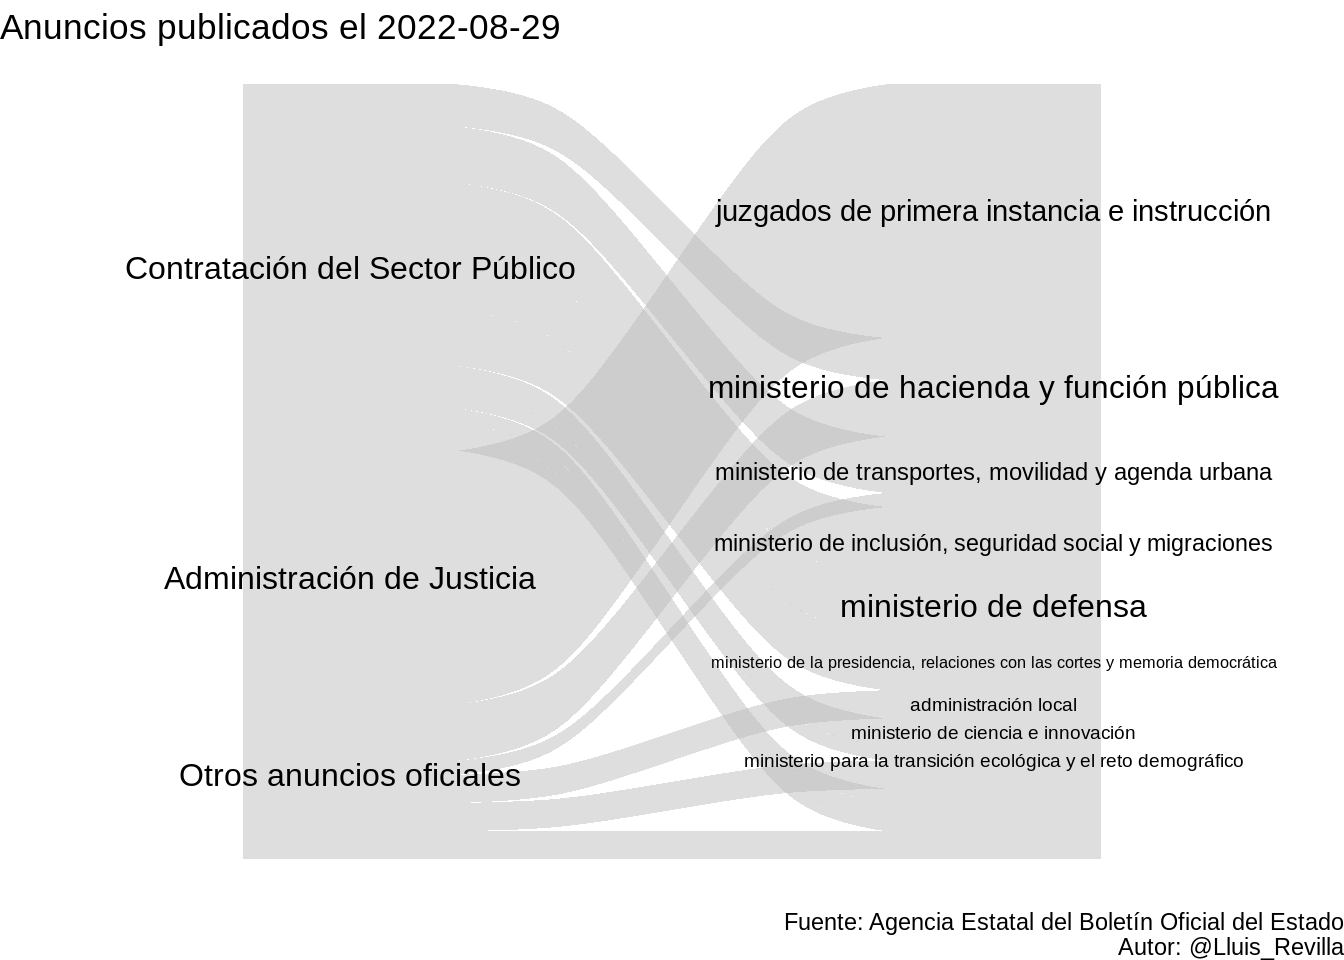 Anuncios publicados el 2022-08-29
juzgados de primera instancia e instrucción
Contratación del Sector Público
ministerio de hacienda y función pública
ministerio de transportes, movilidad y agenda urbana
ministerio de inclusión, seguridad social y migraciones
Administración de Justicia
ministerio de defensa
ministerio de la presidencia, relaciones con las cortes y memoria democrática
administración local
ministerio de ciencia e innovación
ministerio para la transición ecológica y el reto demográfico
Otros anuncios oficiales
Fuente: Agencia Estatal del Boletín Oficial del Estado
Autor: @Lluis_Revilla